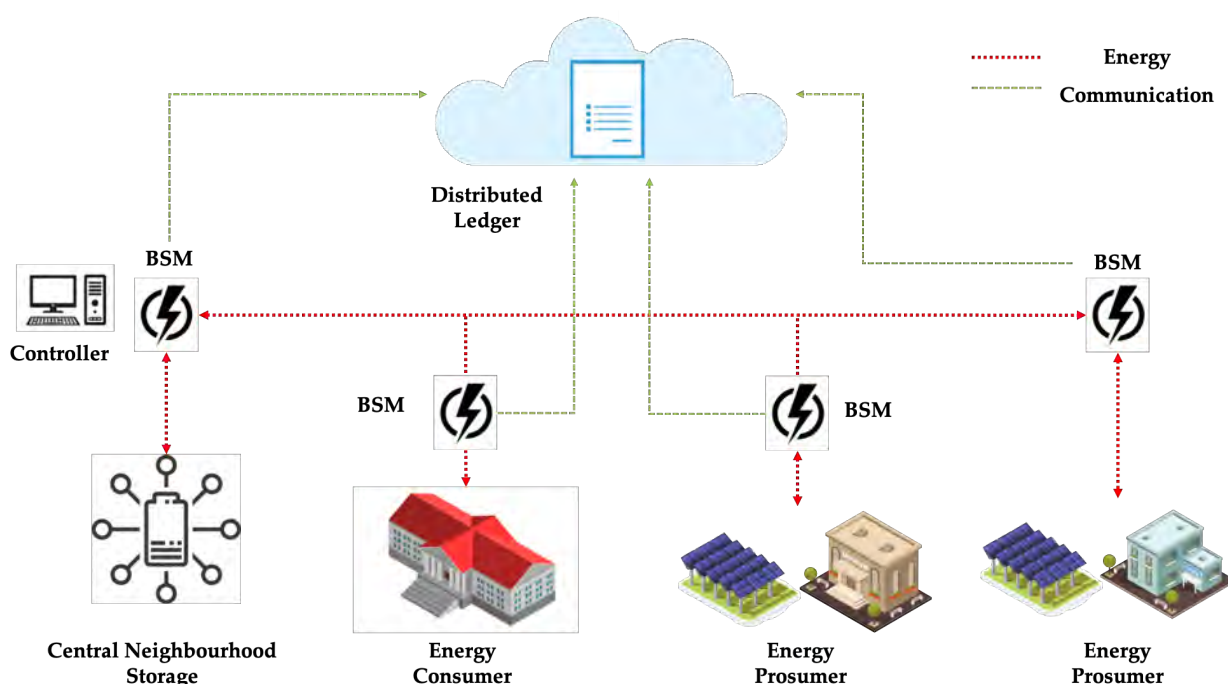 Energy
Communication
Distributed
Ledger
BSM
BSM
Controller
BSM
BSM
Central Neighbourhood
Storage
Energy
Consumer
Energy
Prosumer
Energy
Prosumer